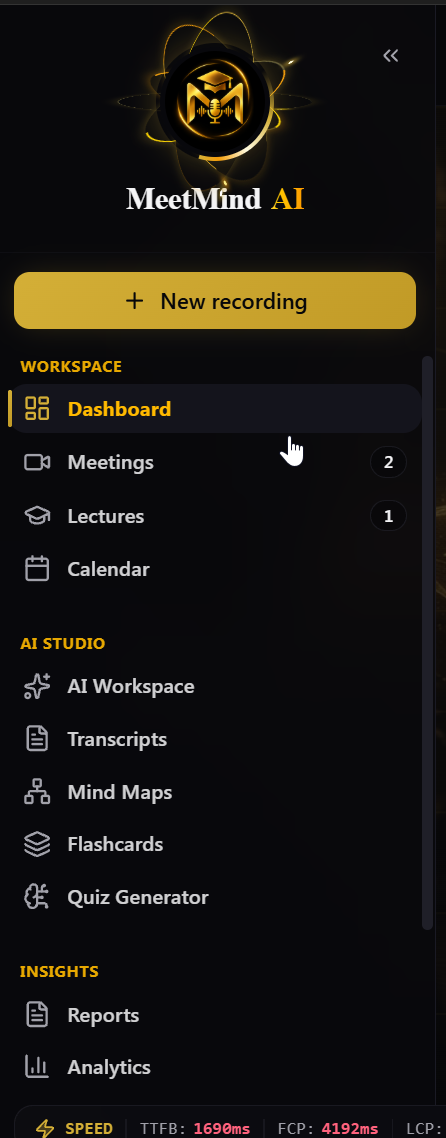 MeetMind AI
New recording
WORKSPACE
Dashboard
Meetings 2
Lectures 1
Calendar
AI STUDIO
AI Workspace
Transcripts
Mind Maps
Flashcards
Quiz Generator
INSIGHTS
Reports
Analytics
SPEED TTFB: 1690ms FCP: 4192ms LCP: